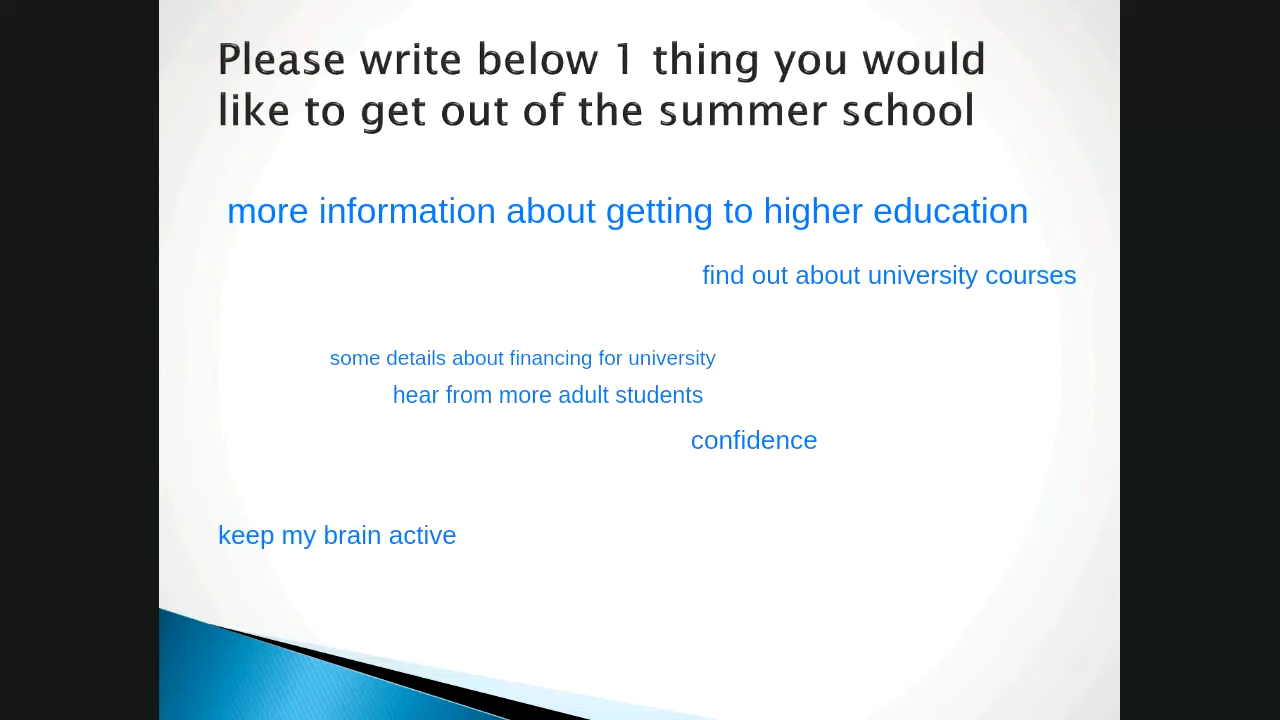 Please write below 1 thing you would
like to get out of the summer school
more information about getting to higher education
find out about university courses
some details about financing for university
hear from more adult students
confidence
keep my brain active